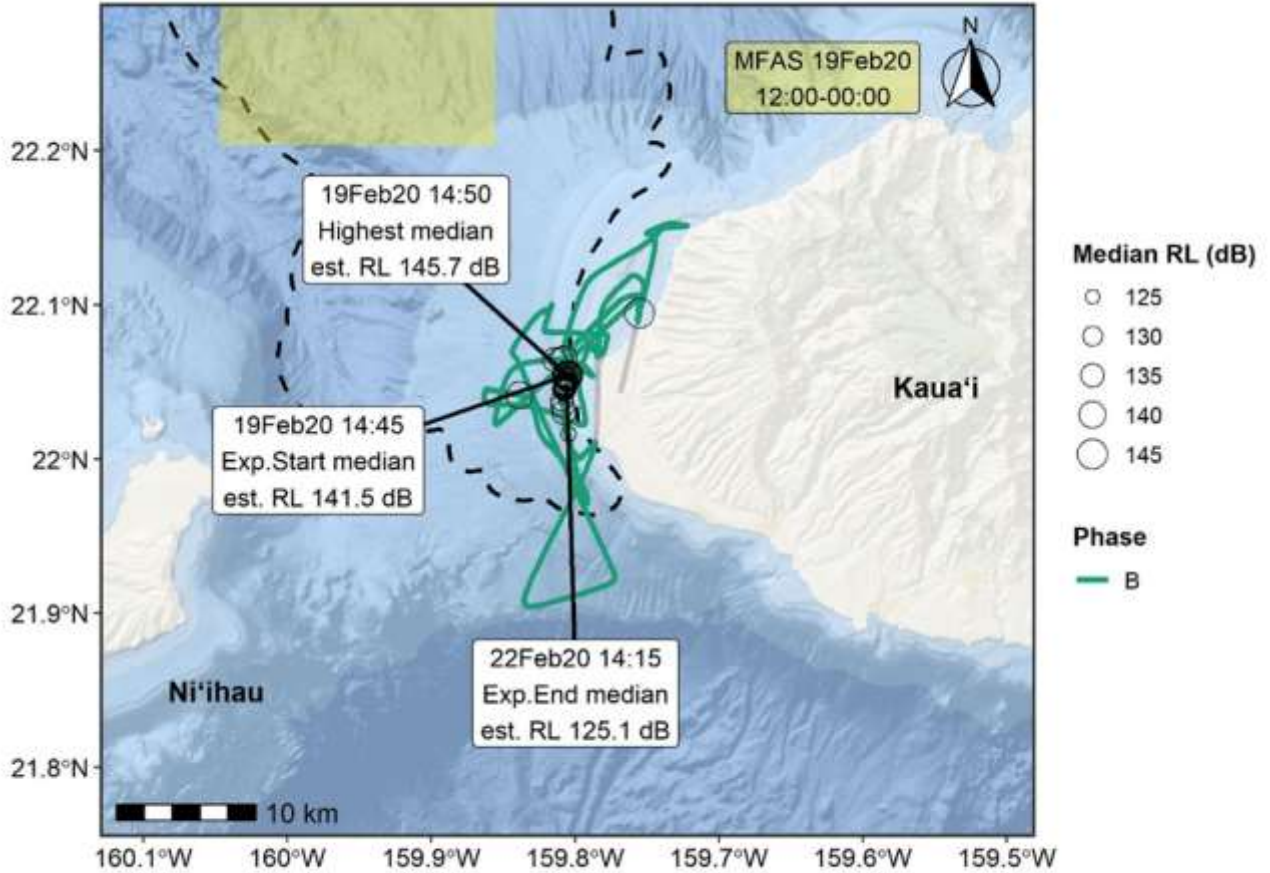 N
MFAS 19Feb20
12:00-00:00
22.2°N
22.1°N
22°N
21.9°N
21.8°N
19Feb20 14:50
Highest median
est. RL 145.7 dB
19Feb20 14:45
Exp.Start median
est. RL 141.5 dB
22Feb20 14:15
Exp.End median
est. RL 125.1 dB
Kauaʻi
Niʻihau
10 km
160.1°W
160°W
159.9°W
159.8°W
159.7°W
159.6°W
159.5°W
Median RL (dB)
125
130
135
140
145
Phase
B